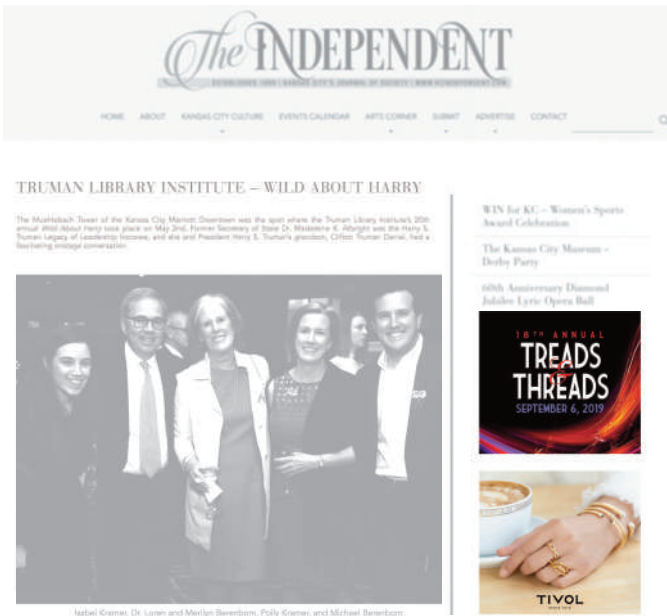 The INDEPENDENT
HOME ABOUT KANSAS CITY CULTURE EVENTS CALENDAR ARTS CORNER SUBMIT ADVERTISE CONTACT
TRUMAN LIBRARY INSTITUTE – WILD ABOUT HARRY
The Muehlebach Tower of the Kansas City Marriott Downtown was the spot where the Truman Library Institute's 20th
annual Wild About Harry took place on May 2nd. Former Secretary of State Dr. Madeleine K. Albright was the Harry S.
Truman Legacy of Leadership honoree, and she and President Harry S. Truman's grandson, Clifton Truman Daniel, had a
fascinating onstage conversation.
Isabel Kramer, Dr. Loren and Merilyn Berenbom, Polly Kramer, and Michael Berenbom
WIN for KC – Women's Sports
Award Celebration
The Kansas City Museum –
Derby Party
60th Anniversary Diamond
Jubilee Lyric Opera Ball
18TH ANNUAL
TREADS
&
THREADS
SEPTEMBER 6, 2019
TIVOL